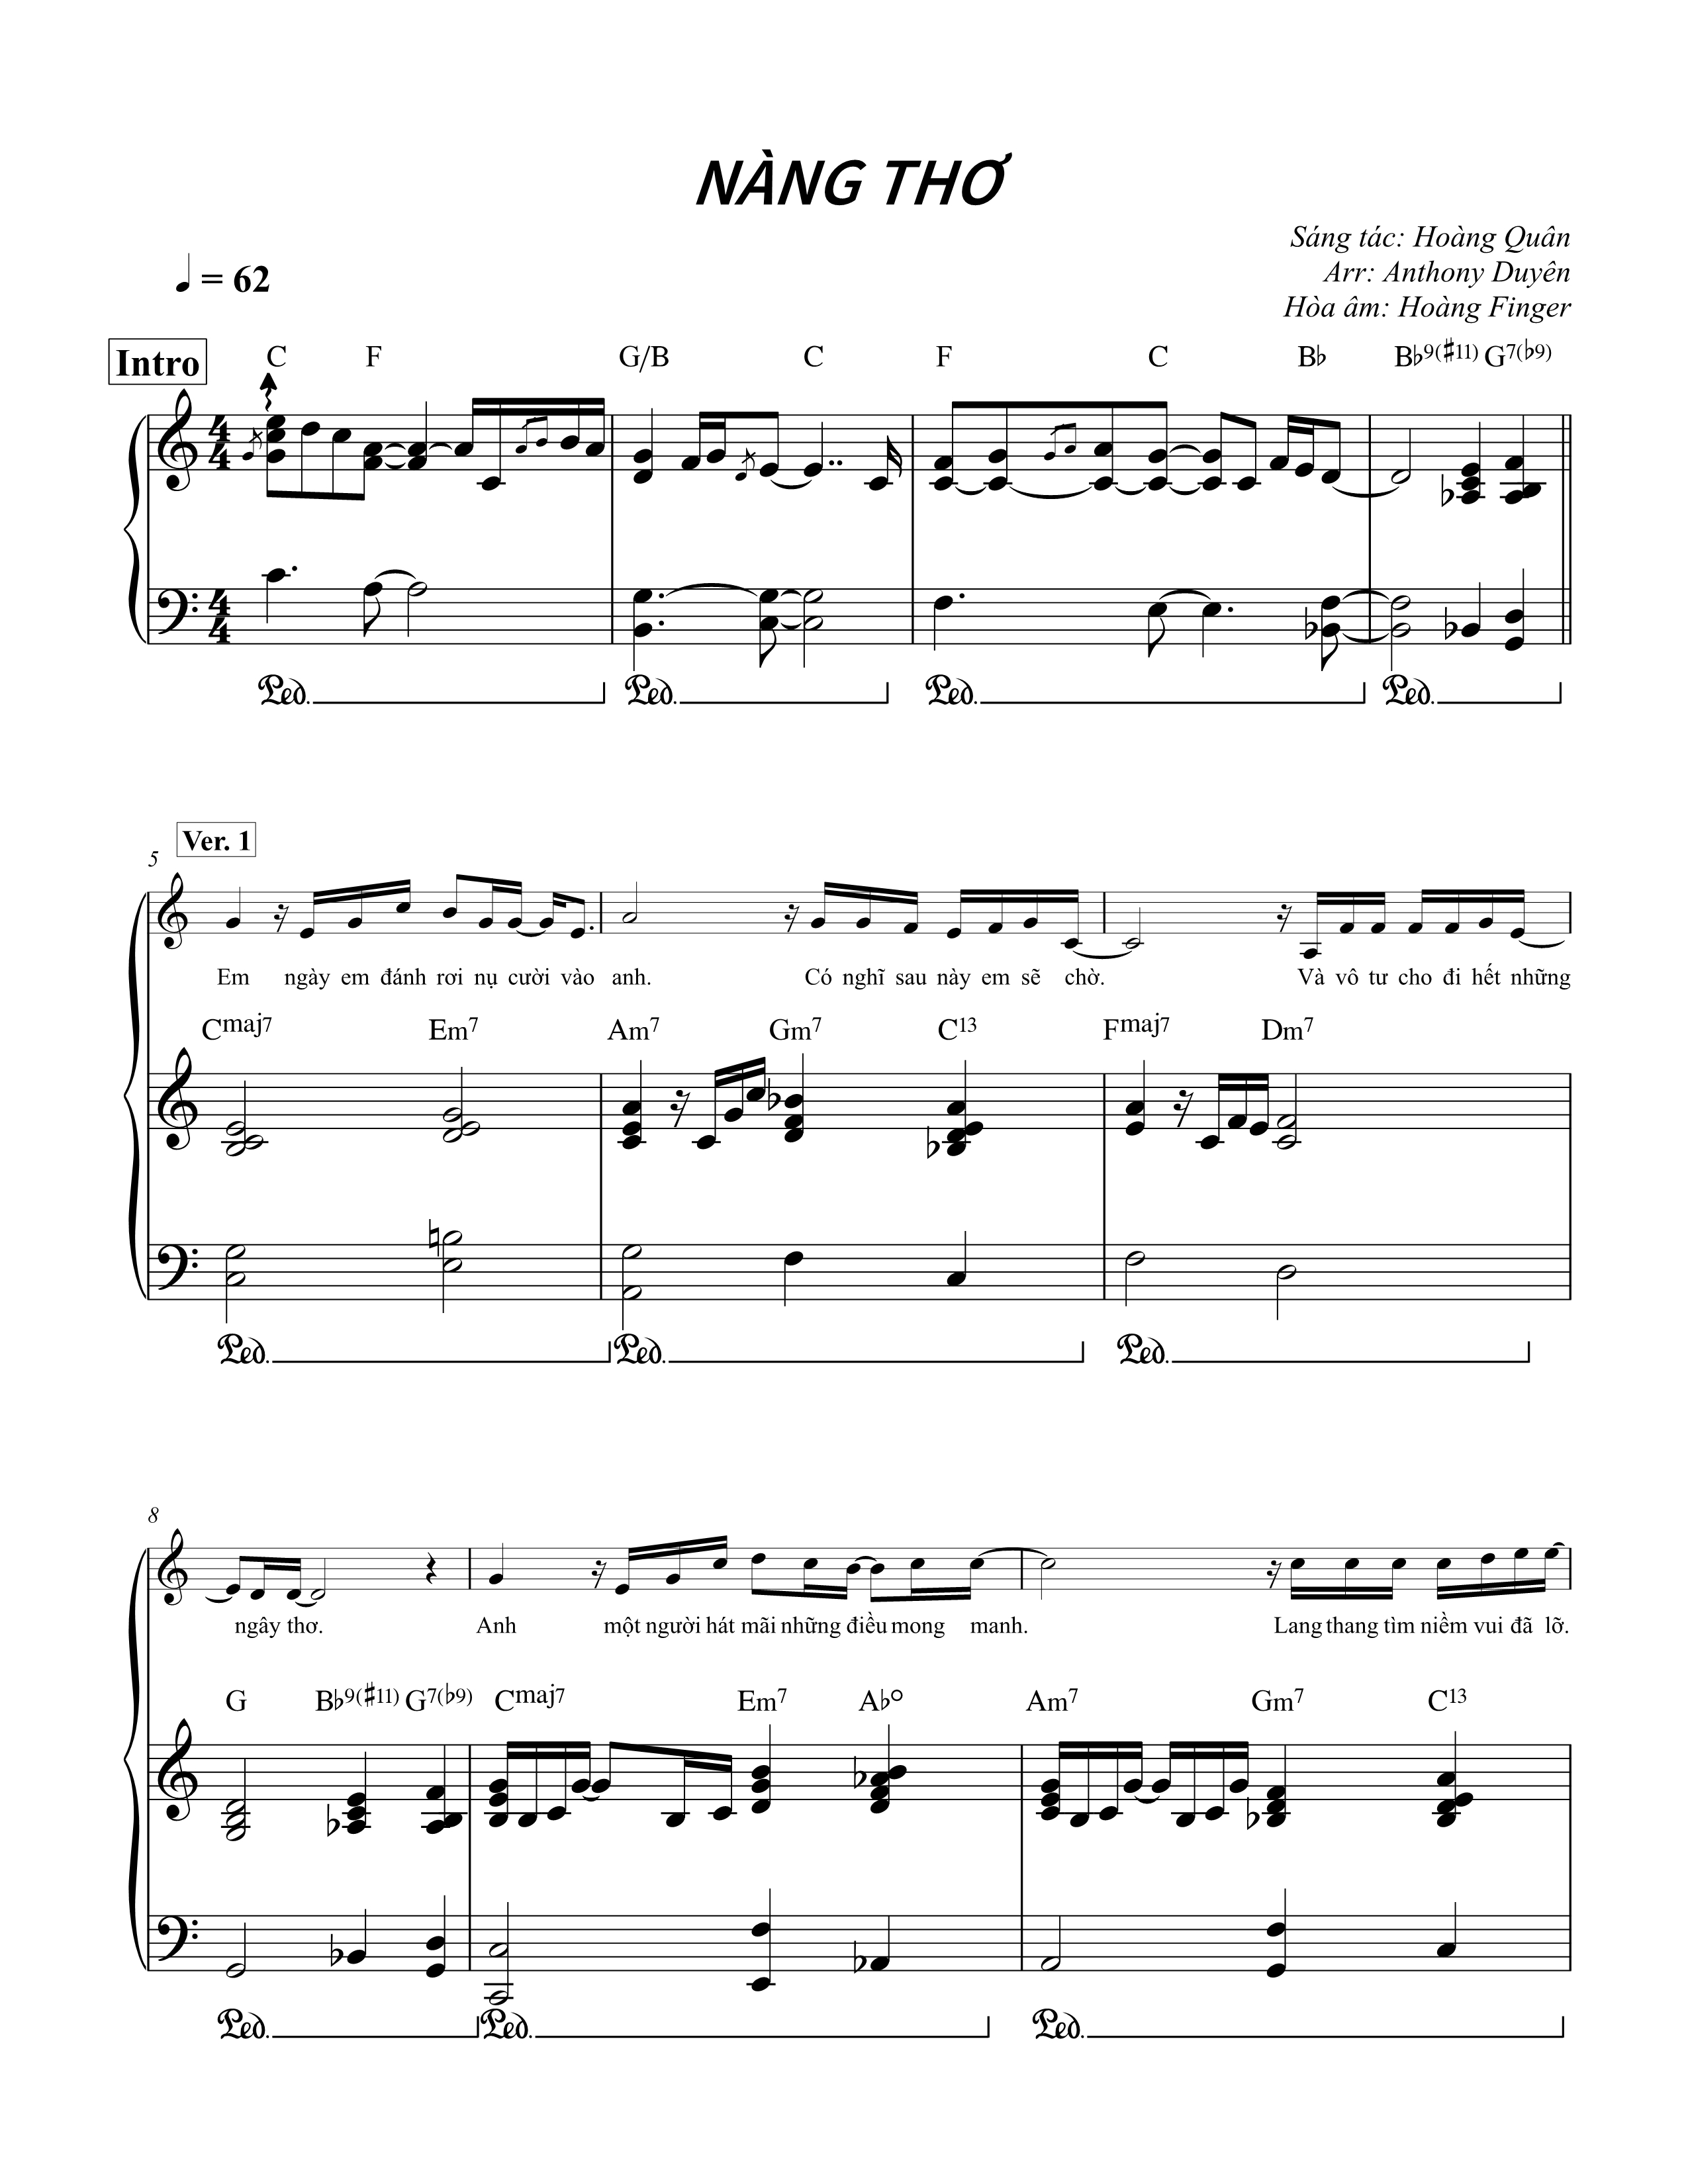 NÀNG THƠ
Sáng tác: Hoàng Quân
Arr: Anthony Duyên
Hòa âm: Hoàng Finger
♩ = 62
Intro
C F G/B C F C B♭ B♭9(♯11) G7(♭9)
4 4
4 4
Ped. Ped. Ped. Ped.
Ver. 1
5
Em ngày em đánh rơi nụ cười vào anh. Có nghĩ sau này em sẽ chờ. Và vô tư cho đi hết những
Cmaj7 Em7 Am7 Gm7 C13 Fmaj7 Dm7
Ped. Ped. Ped.
8
ngây thơ. Anh một người hát mãi những điều mong manh. Lang thang tìm niềm vui đã lỡ.
G B♭9(♯11) G7(♭9) Cmaj7 Em7 A♭° Am7 Gm7 C13
Ped. Ped. Ped.